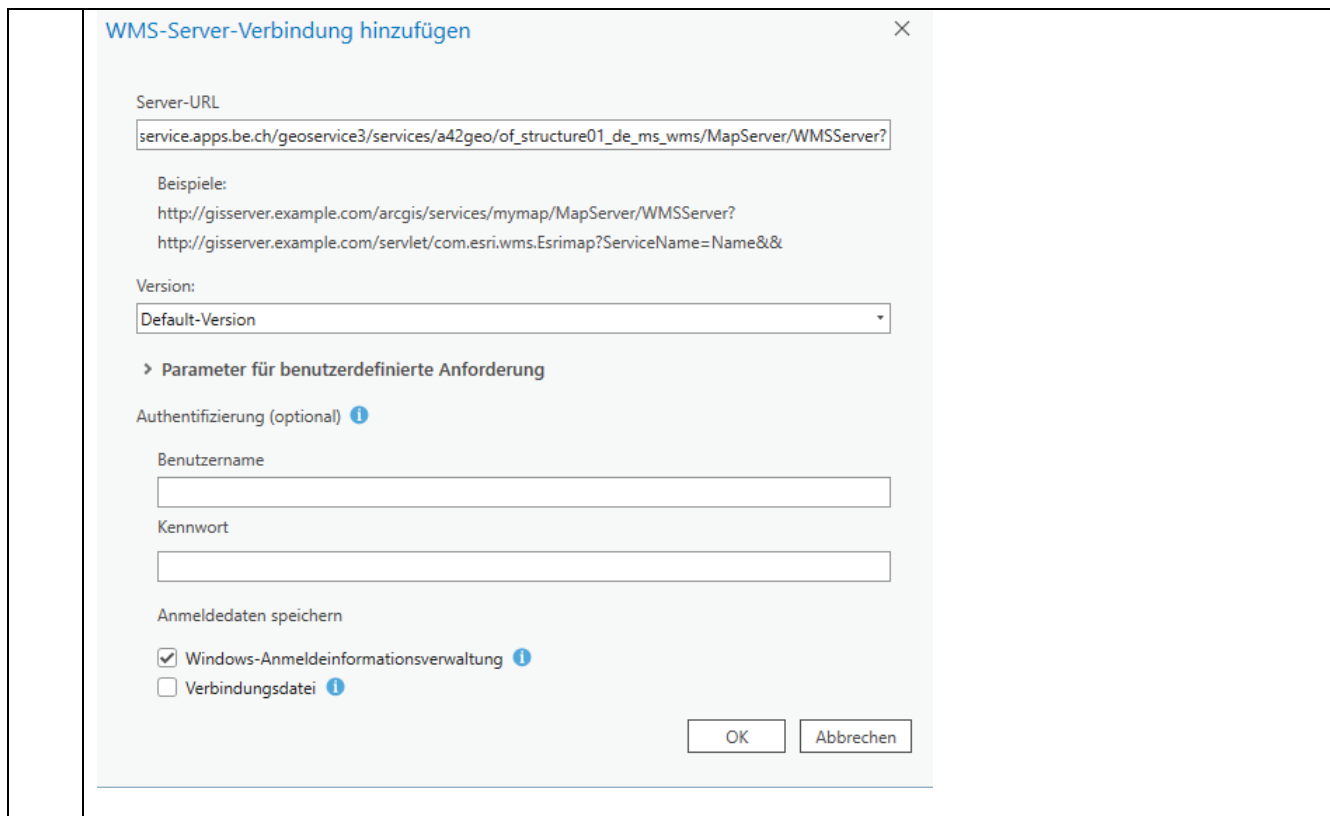 WMS-Server-Verbindung hinzufügen
Server-URL
service.apps.be.ch/geoservice3/services/a42geo/of_structure01_de_ms_wms/MapServer/WMSServer?
Beispiele:
http://gisserver.example.com/arcgis/services/mymap/MapServer/WMSServer?
http://gisserver.example.com/servlet/com.esri.wms.Esrimap?ServiceName=Name&&
Version:
Default-Version
Parameter für benutzerdefinierte Anforderung
Authentifizierung (optional)
Benutzername
Kennwort
Anmeldedaten speichern
Windows-Anmeldeinformationsverwaltung
Verbindungsdatei
OK Abbrechen